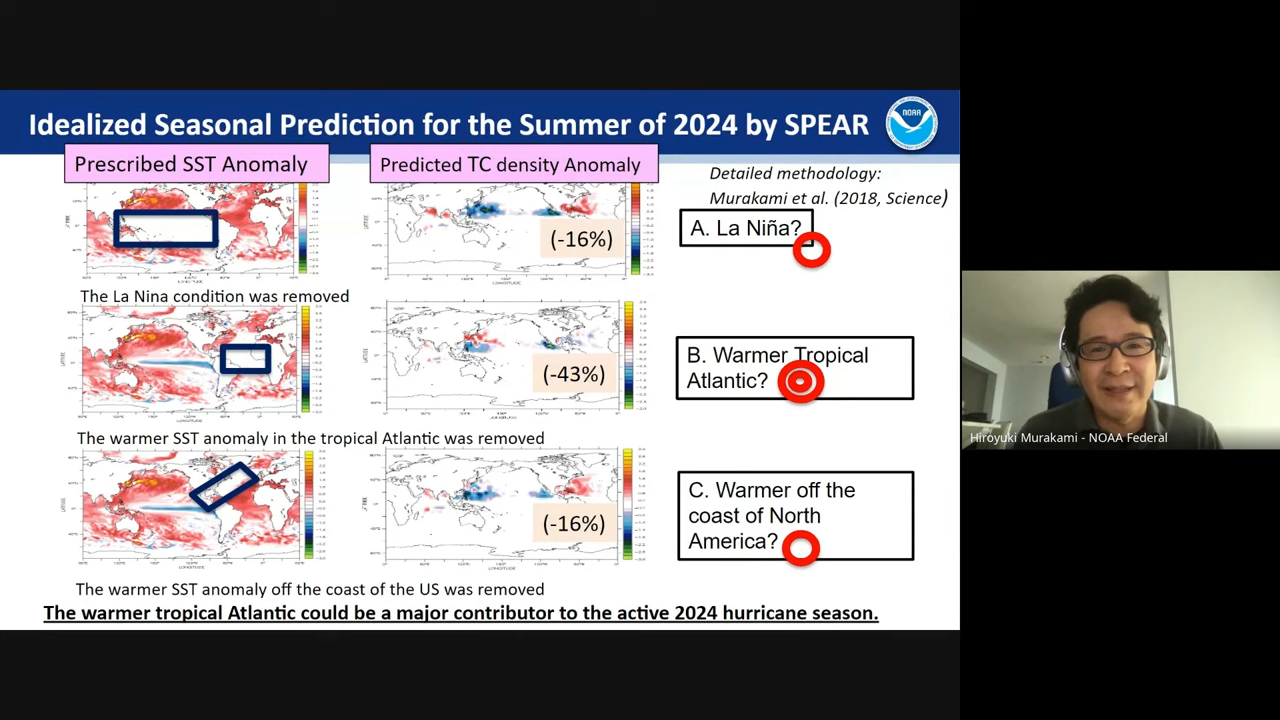 Idealized Seasonal Prediction for the Summer of 2024 by SPEAR
NOAA
Prescribed SST Anomaly
Predicted TC density Anomaly
Detailed methodology:
Murakami et al. (2018, Science)
(-16%)
A. La Niña?
The La Nina condition was removed
(-43%)
B. Warmer Tropical
Atlantic?
The warmer SST anomaly in the tropical Atlantic was removed
(-16%)
C. Warmer off the
coast of North
America?
The warmer SST anomaly off the coast of the US was removed
The warmer tropical Atlantic could be a major contributor to the active 2024 hurricane season.
Hiroyuki Murakami - NOAA Federal